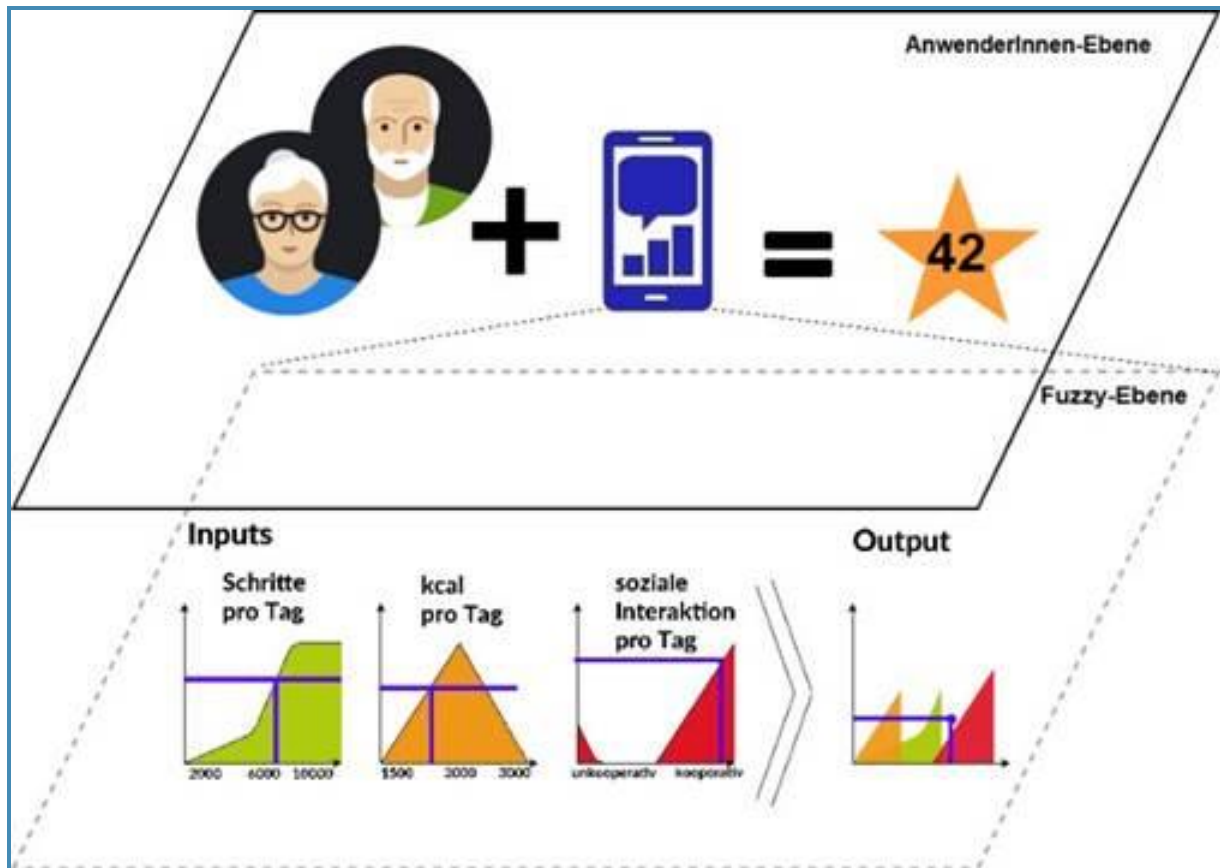 AnwenderInnen-Ebene
42
Fuzzy-Ebene
Inputs
Output
Schritte
pro Tag
kcal
pro Tag
soziale
Interaktion
pro Tag
2000 6000 10000
1500 2000 3000
unkooperativ kooperativ